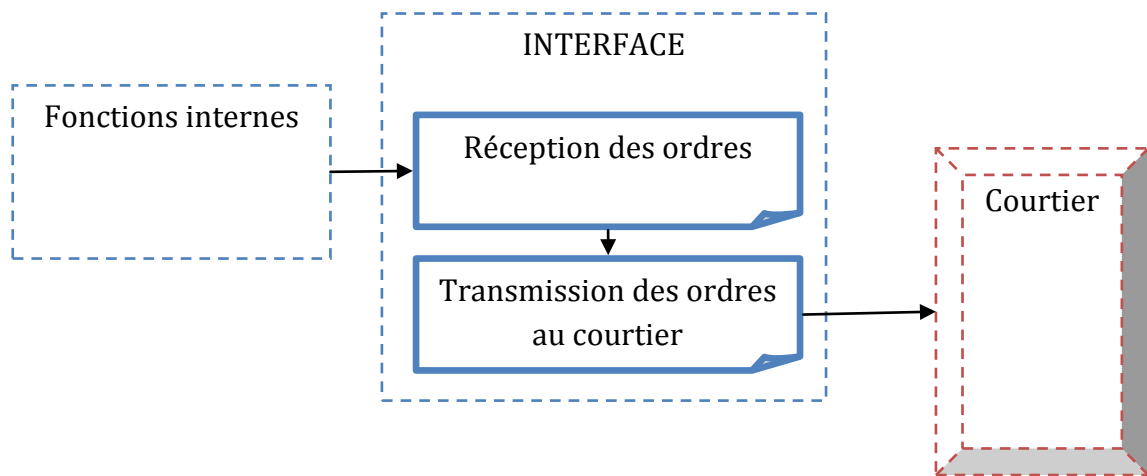 INTERFACE
Fonctions internes
Réception des ordres
Courtier
Transmission des ordres
au courtier